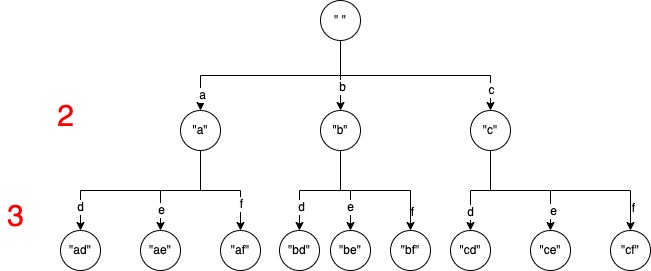 " "
a b c
2 "a" "b" "c"
3 d e f d e f d e f
"ad" "ae" "af" "bd" "be" "bf" "cd" "ce" "cf"